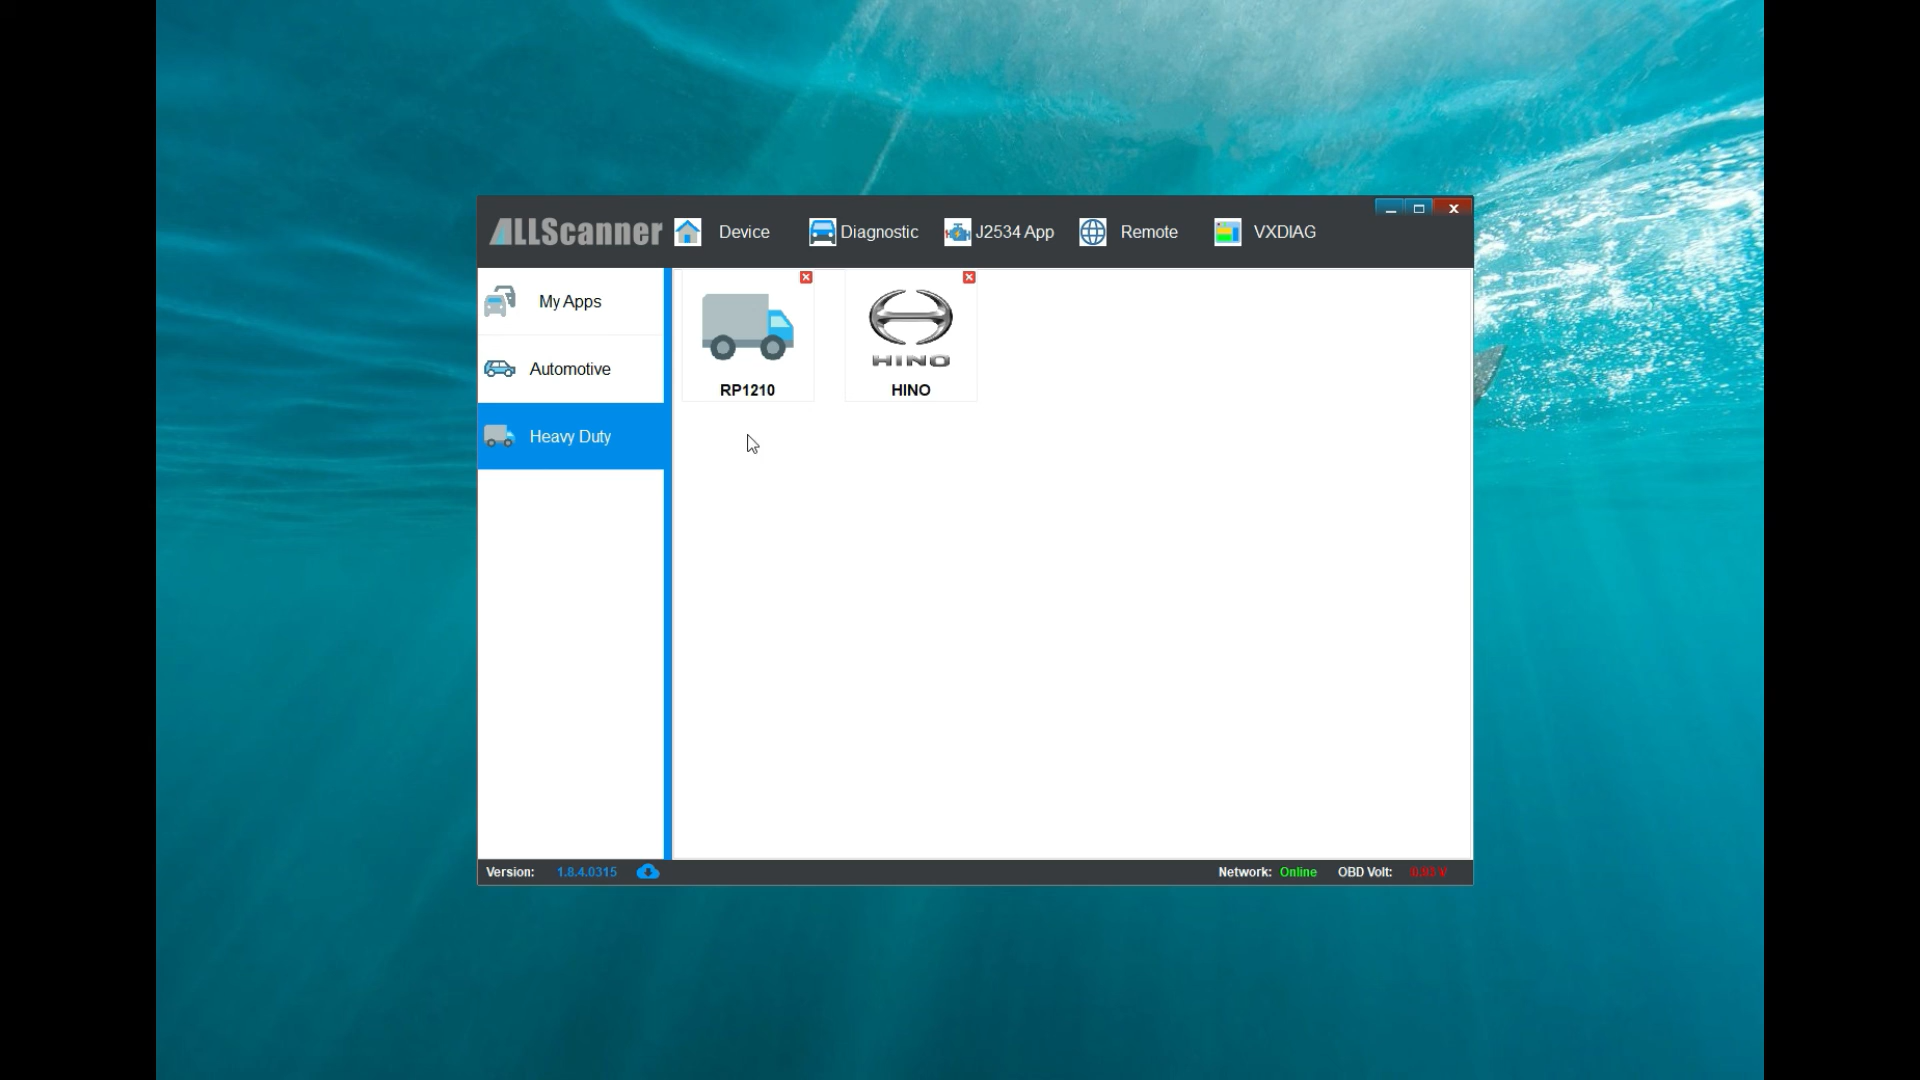 ALLScanner
Device
Diagnostic
J2534 App
Remote
VXDIAG
My Apps
Automotive
Heavy Duty
RP1210
HINO
HINO
Version: 1.8.4.0315
Network: Online
OBD Volt: